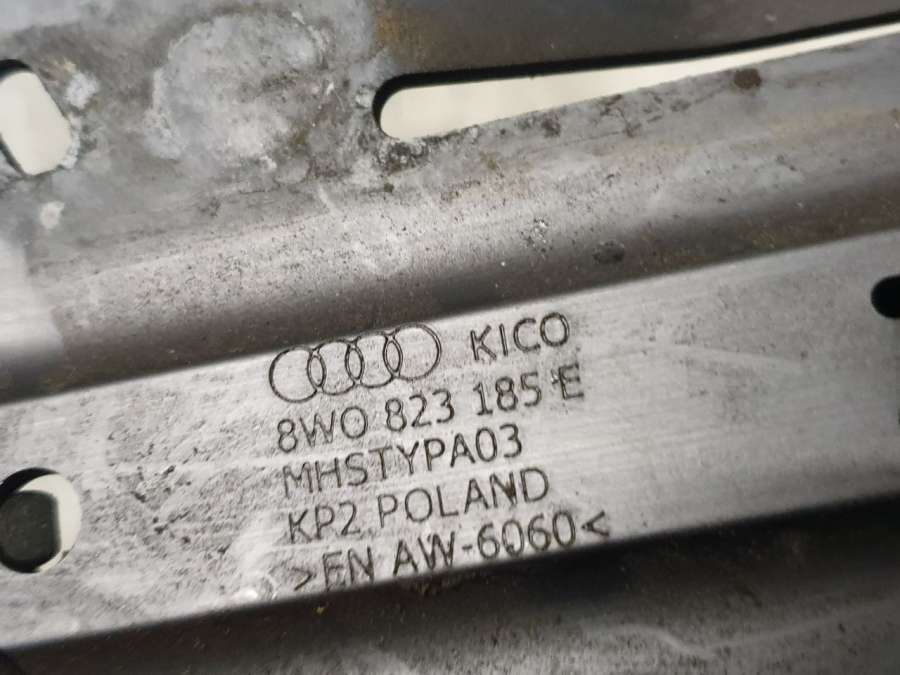 KICO
8W0 823 185 E
MHSTYPA03
KP2 POLAND
>EN AW-6060<